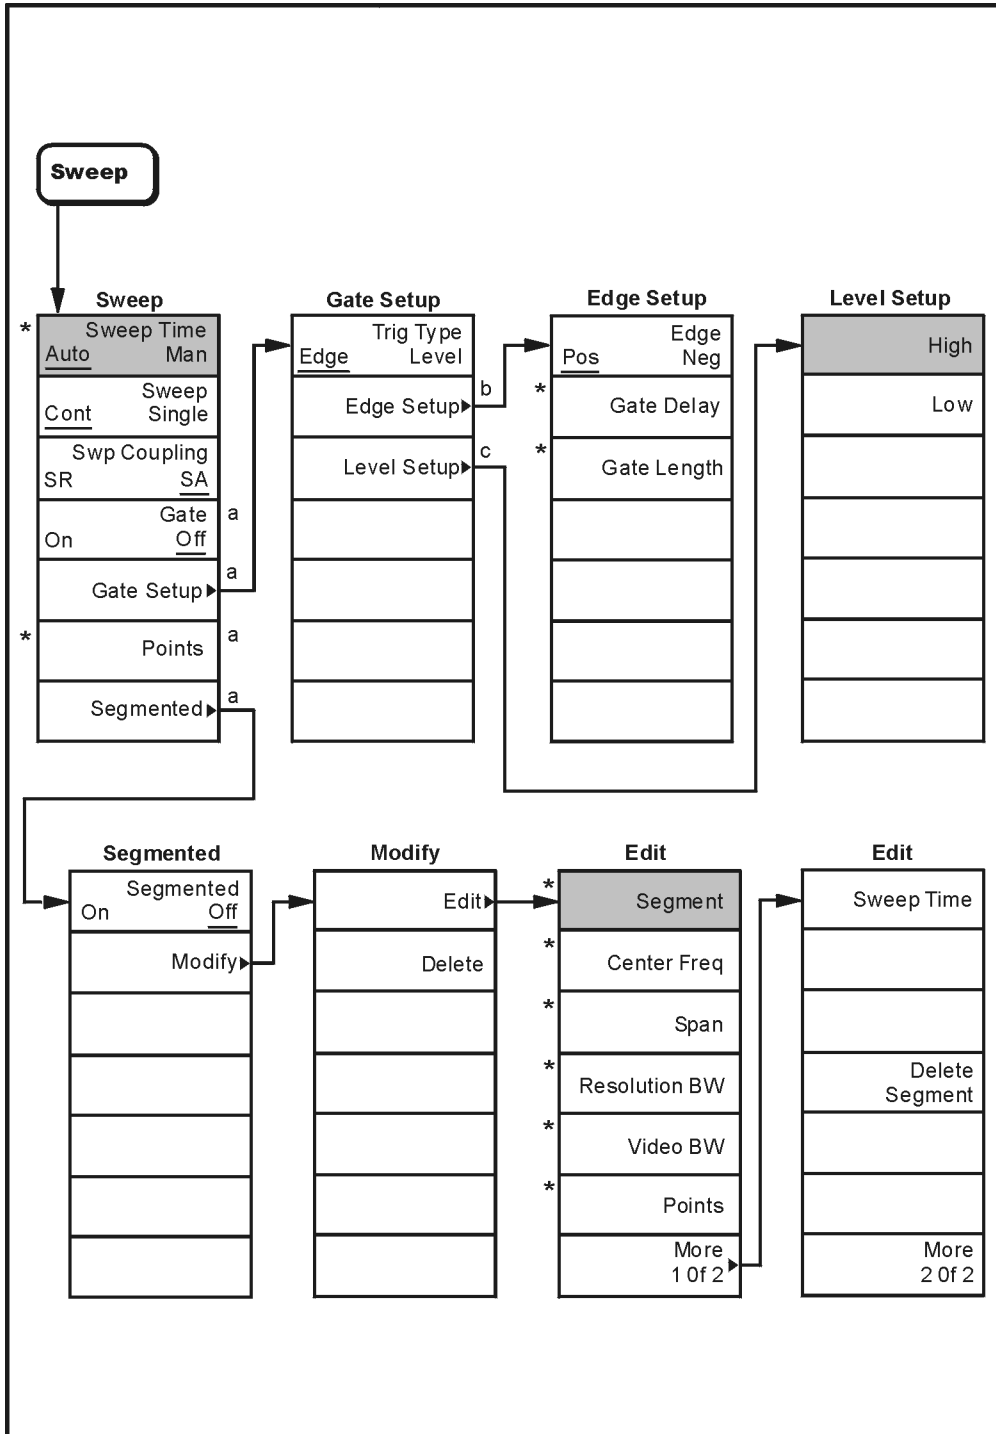 Sweep
Sweep
* Sweep Time
Auto Man
Sweep
Cont Single
Swp Coupling
SR SA
Gate a
On Off
Gate Setup a
* Points a
Segmented a
Gate Setup
Trig Type
Edge Level
Edge Setup b
Level Setup c
Edge Setup
Edge
Pos Neg
* Gate Delay
* Gate Length
Level Setup
High
Low
Segmented
Segmented
On Off
Modify
Modify
Edit
Delete
Edit
* Segment
* Center Freq
* Span
* Resolution BW
* Video BW
* Points
More
1 Of 2
Edit
Sweep Time
Delete
Segment
More
2 Of 2